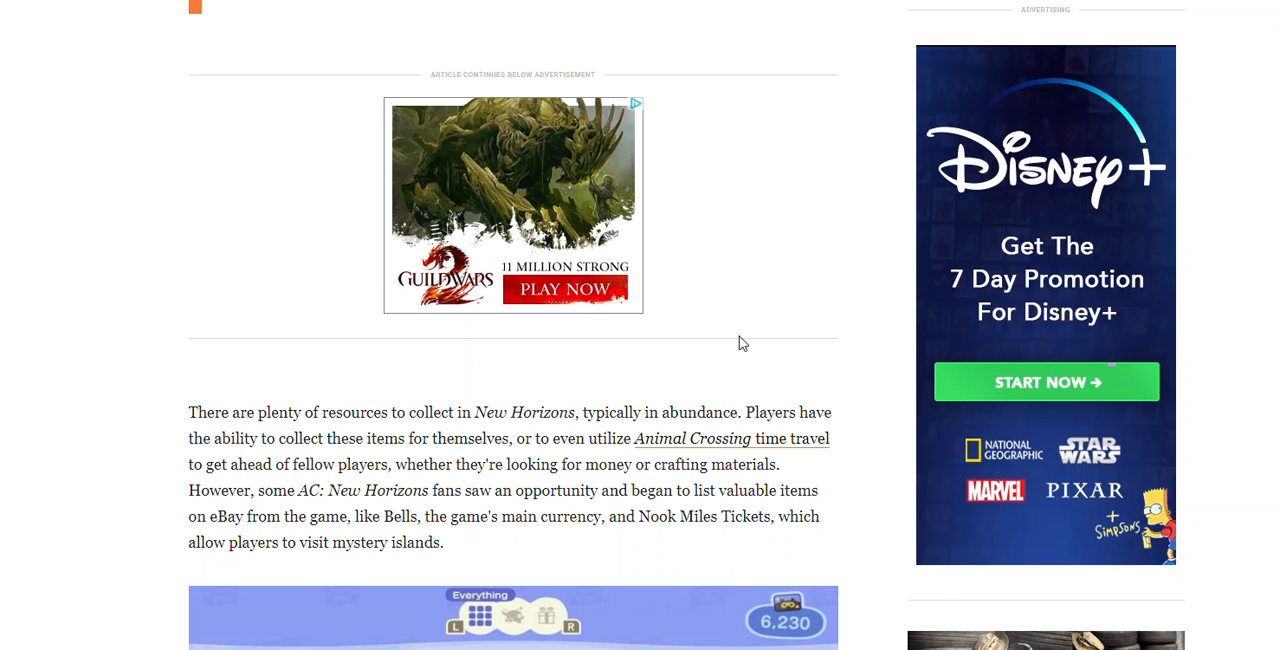 ADVERTISING
ARTICLE CONTINUES BELOW ADVERTISEMENT
GUILD WARS 2
11 MILLION STRONG
PLAY NOW
There are plenty of resources to collect in New Horizons, typically in abundance. Players have
the ability to collect these items for themselves, or to even utilize Animal Crossing time travel
to get ahead of fellow players, whether they're looking for money or crafting materials.
However, some AC: New Horizons fans saw an opportunity and began to list valuable items
on eBay from the game, like Bells, the game's main currency, and Nook Miles Tickets, which
allow players to visit mystery islands.
Everything
L
R
6,230
Disney+
Get The
7 Day Promotion
For Disney+
START NOW →
NATIONAL
GEOGRAPHIC
STAR
WARS
MARVEL
PIXAR
+
SIMPSONS